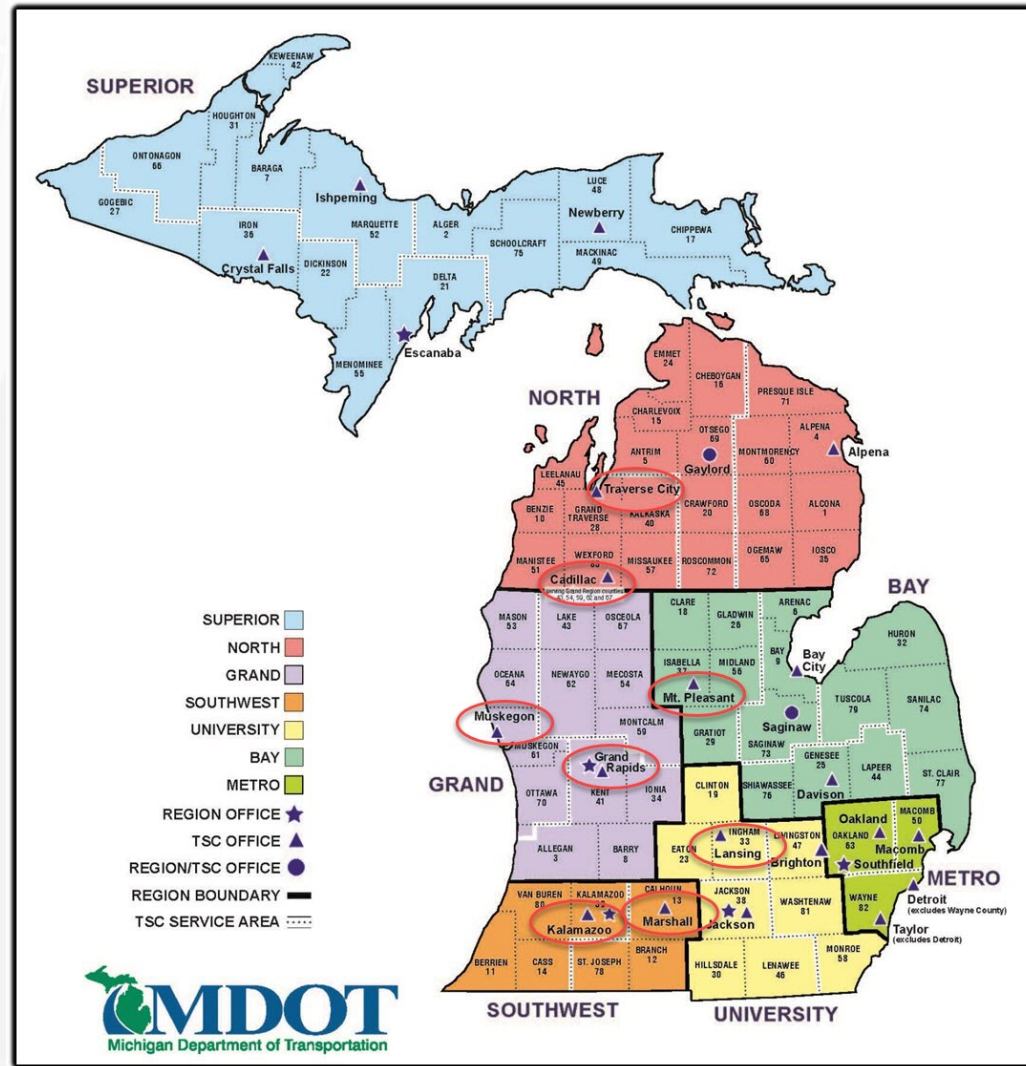 SUPERIOR
KEWEENAW
42
HOUGHTON
31
ONTONAGON
66
BARAGA
7
GOGEBIC
27
Ishpeming
IRON
36
Crystal Falls
MARQUETTE
52
DICKINSON
22
ALGER
2
LUCE
48
Newberry
SCHOOLCRAFT
75
CHIPPEWA
17
MACKINAC
49
DELTA
21
Escanaba
MENOMINEE
55
NORTH
EMMET
24
CHEBOYGAN
16
PRESQUE ISLE
71
CHARLEVOIX
15
OTSEGO
69
Gaylord
ALPENA
4
Alpena
ANTRIM
5
MONTMORENCY
60
LEELANAU
45
Traverse City
BENZIE
10
GRAND
TRAVERSE
28
KALKASKA
40
CRAWFORD
20
OSCODA
68
ALCONA
1
MANISTEE
51
WEXFORD
Cadillac
serving Grand Region counties
43, 54, 59, 62 and 67
MISSAUKEE
57
ROSCOMMON
72
OGEMAW
65
IOSCO
35
BAY
MASON
53
LAKE
43
OSCEOLA
67
CLARE
18
GLADWIN
26
ARENAC
6
HURON
32
OCEANA
64
NEWAYGO
62
MECOSTA
54
ISABELLA
37
Mt. Pleasant
MIDLAND
56
BAY
9
Bay
City
TUSCOLA
79
SANILAC
74
Muskegon
MUSKEGON
61
MONTCALM
59
GRATIOT
29
Saginaw
SAGINAW
73
GENESEE
25
Davison
LAPEER
44
ST. CLAIR
77
GRAND
Grand
Rapids
OTTAWA
70
KENT
41
IONIA
34
CLINTON
19
SHIAWASSEE
76
ALLEGAN
3
BARRY
8
EATON
23
INGHAM
33
Lansing
LIVINGSTON
47
Brighton
Oakland
OAKLAND
63
MACOMB
50
Macomb
Southfield
METRO
VAN BUREN
80
KALAMAZOO
39
Kalamazoo
CALHOUN
13
Marshall
JACKSON
38
Jackson
WASHTENAW
81
WAYNE
82
Detroit
(excludes Wayne County)
Taylor
(excludes Detroit)
BERRIEN
11
CASS
14
ST. JOSEPH
78
BRANCH
12
HILLSDALE
30
LENAWEE
46
MONROE
58
SOUTHWEST
UNIVERSITY
SUPERIOR
NORTH
GRAND
SOUTHWEST
UNIVERSITY
BAY
METRO
REGION OFFICE
TSC OFFICE
REGION/TSC OFFICE
REGION BOUNDARY
TSC SERVICE AREA
MDOT
Michigan Department of Transportation